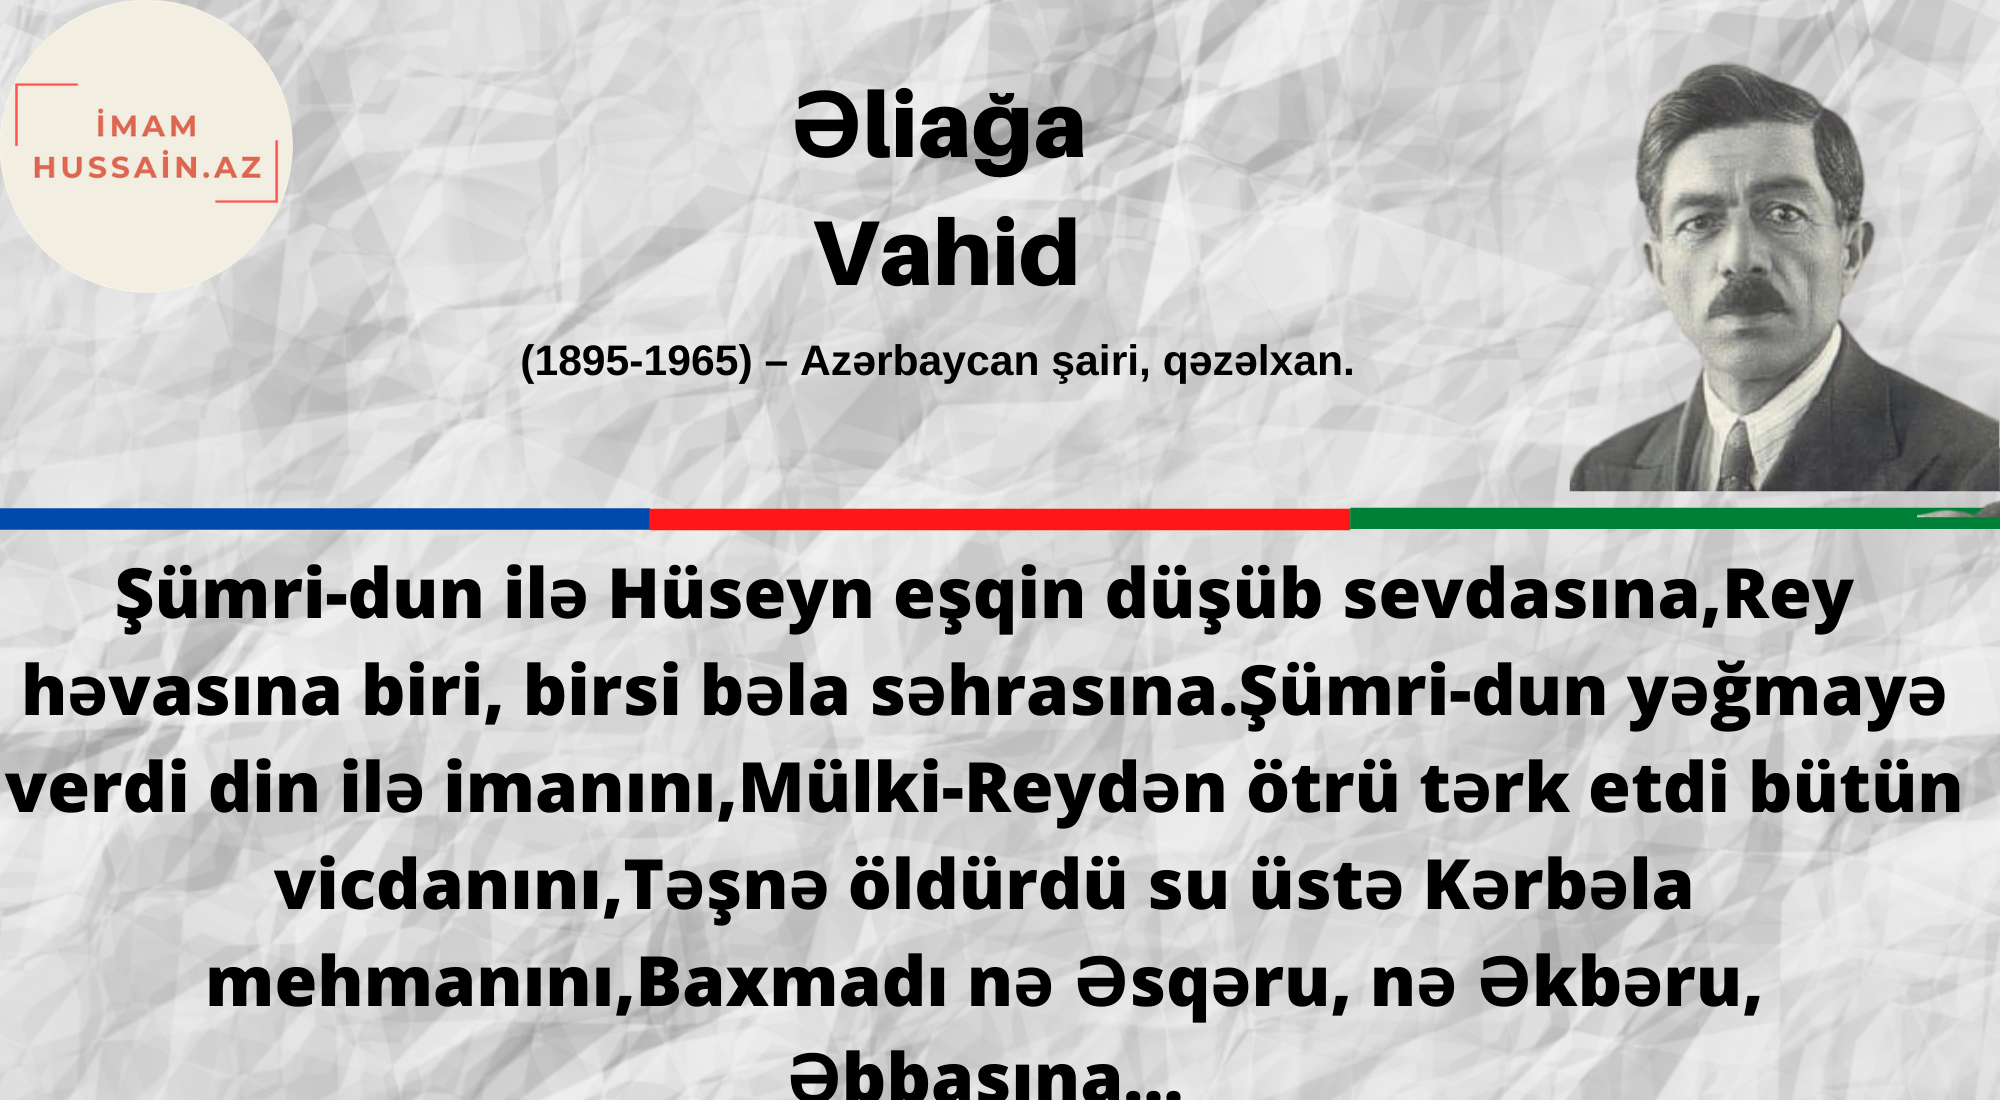 İMAM
HUSSAİN.AZ
Əliağa
Vahid
(1895-1965) – Azərbaycan şairi, qəzəlxan.
Şümri-dun ilə Hüseyn eşqin düşüb sevdasına,Rey
həvasına biri, birsi bəla səhrasına.Şümri-dun yəğmayə
verdi din ilə imanını,Mülki-Reydən ötrü tərk etdi bütün
vicdanını,Təşnə öldürdü su üstə Kərbəla
mehmanını,Baxmadı nə Əsqəru, nə Əkbəru,
Əbbasına...